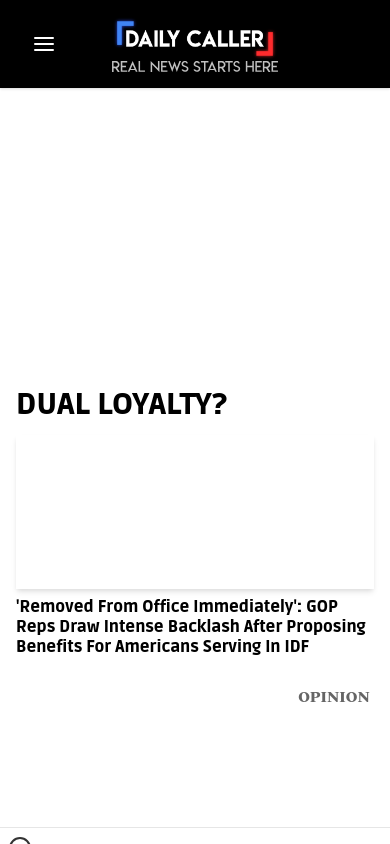 DAILY CALLER
REAL NEWS STARTS HERE
DUAL LOYALTY?
'Removed From Office Immediately': GOP
Reps Draw Intense Backlash After Proposing
Benefits For Americans Serving In IDF
OPINION